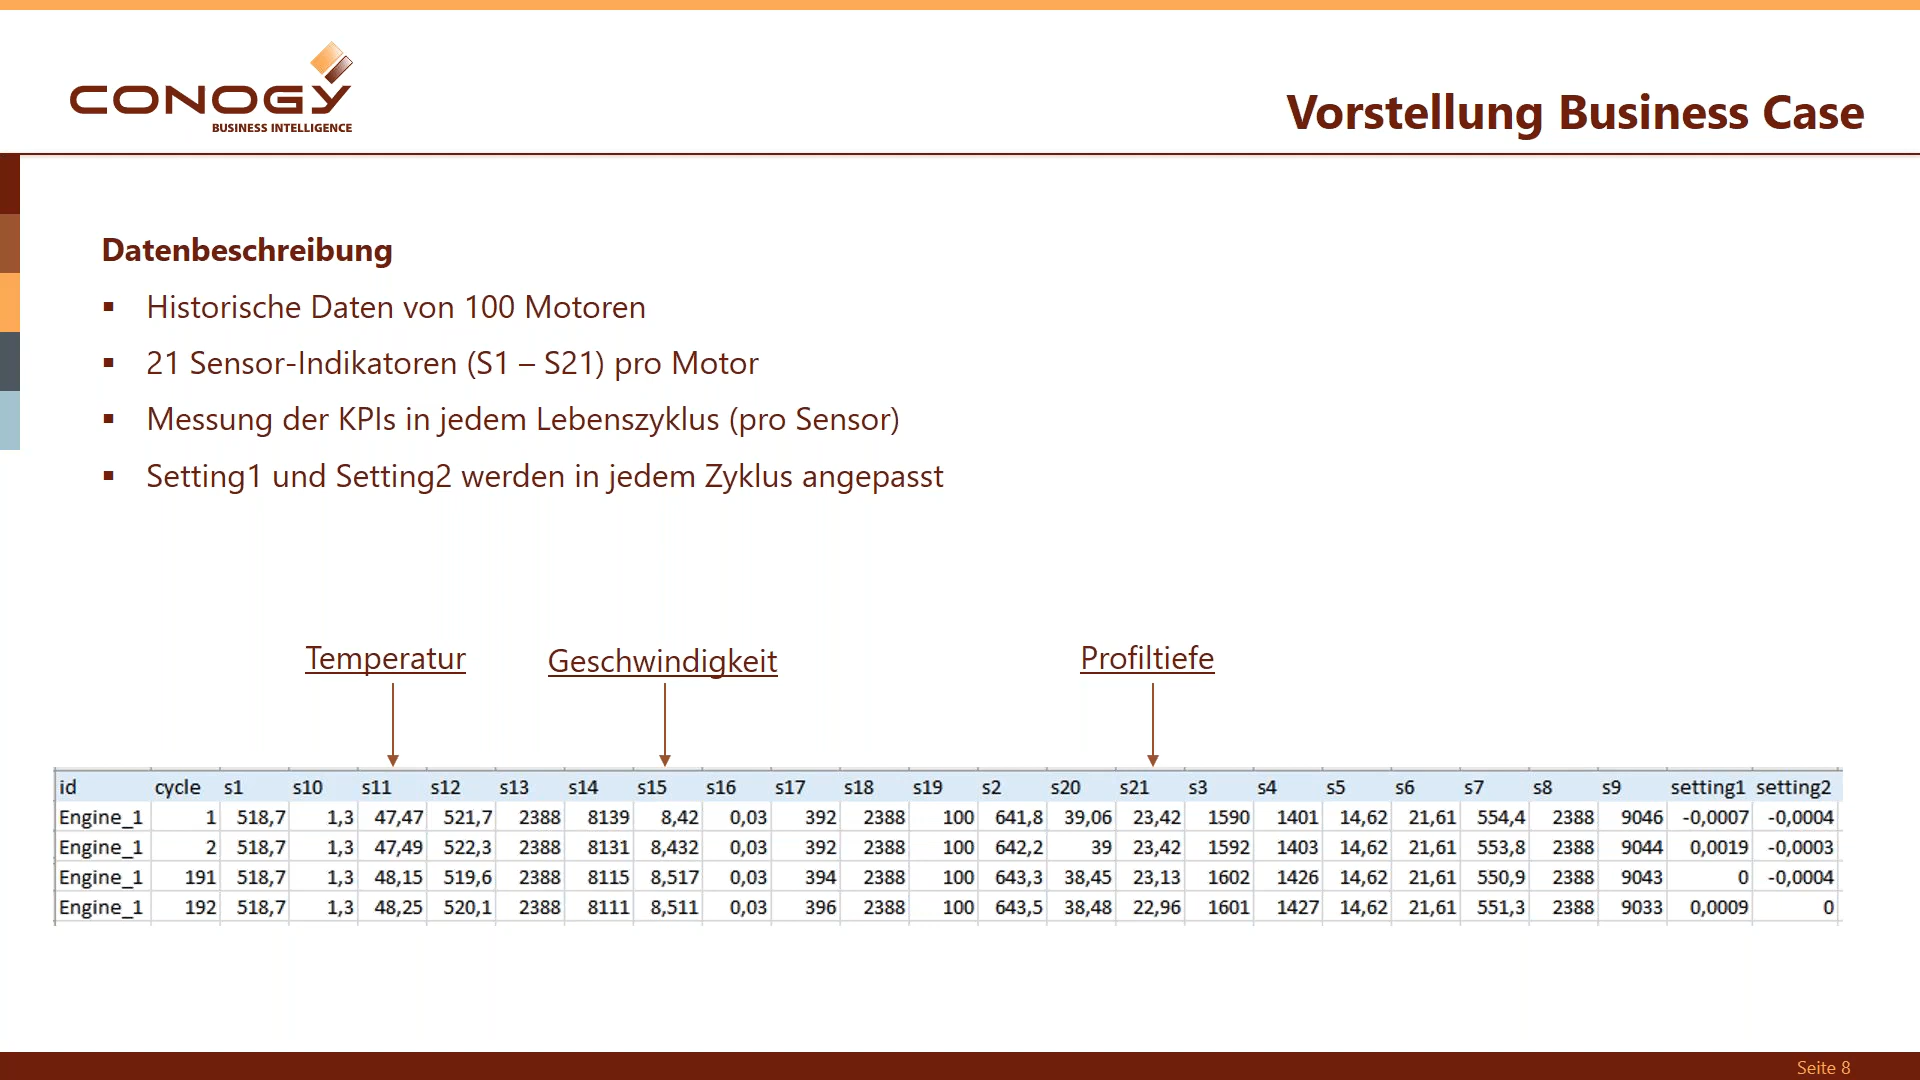 CONOGY
BUSINESS INTELLIGENCE
Vorstellung Business Case
Datenbeschreibung
▪ Historische Daten von 100 Motoren
▪ 21 Sensor-Indikatoren (S1 – S21) pro Motor
▪ Messung der KPIs in jedem Lebenszyklus (pro Sensor)
▪ Setting1 und Setting2 werden in jedem Zyklus angepasst
Temperatur Geschwindigkeit Profiltiefe
id cycle s1 s10 s11 s12 s13 s14 s15 s16 s17 s18 s19 s2 s20 s21 s3 s4 s5 s6 s7 s8 s9 setting1 setting2
Engine_1 1 518,7 1,3 47,47 521,7 2388 8139 8,42 0,03 392 2388 100 641,8 39,06 23,42 1590 1401 14,62 21,61 554,4 2388 9046 -0,0007 -0,0004
Engine_1 2 518,7 1,3 47,49 522,3 2388 8131 8,432 0,03 392 2388 100 642,2 39 23,42 1592 1403 14,62 21,61 553,8 2388 9044 0,0019 -0,0003
Engine_1 191 518,7 1,3 48,15 519,6 2388 8115 8,517 0,03 394 2388 100 643,3 38,45 23,13 1602 1426 14,62 21,61 550,9 2388 9043 0 -0,0004
Engine_1 192 518,7 1,3 48,25 520,1 2388 8111 8,511 0,03 396 2388 100 643,5 38,48 22,96 1601 1427 14,62 21,61 551,3 2388 9033 0,0009 0
Seite 8